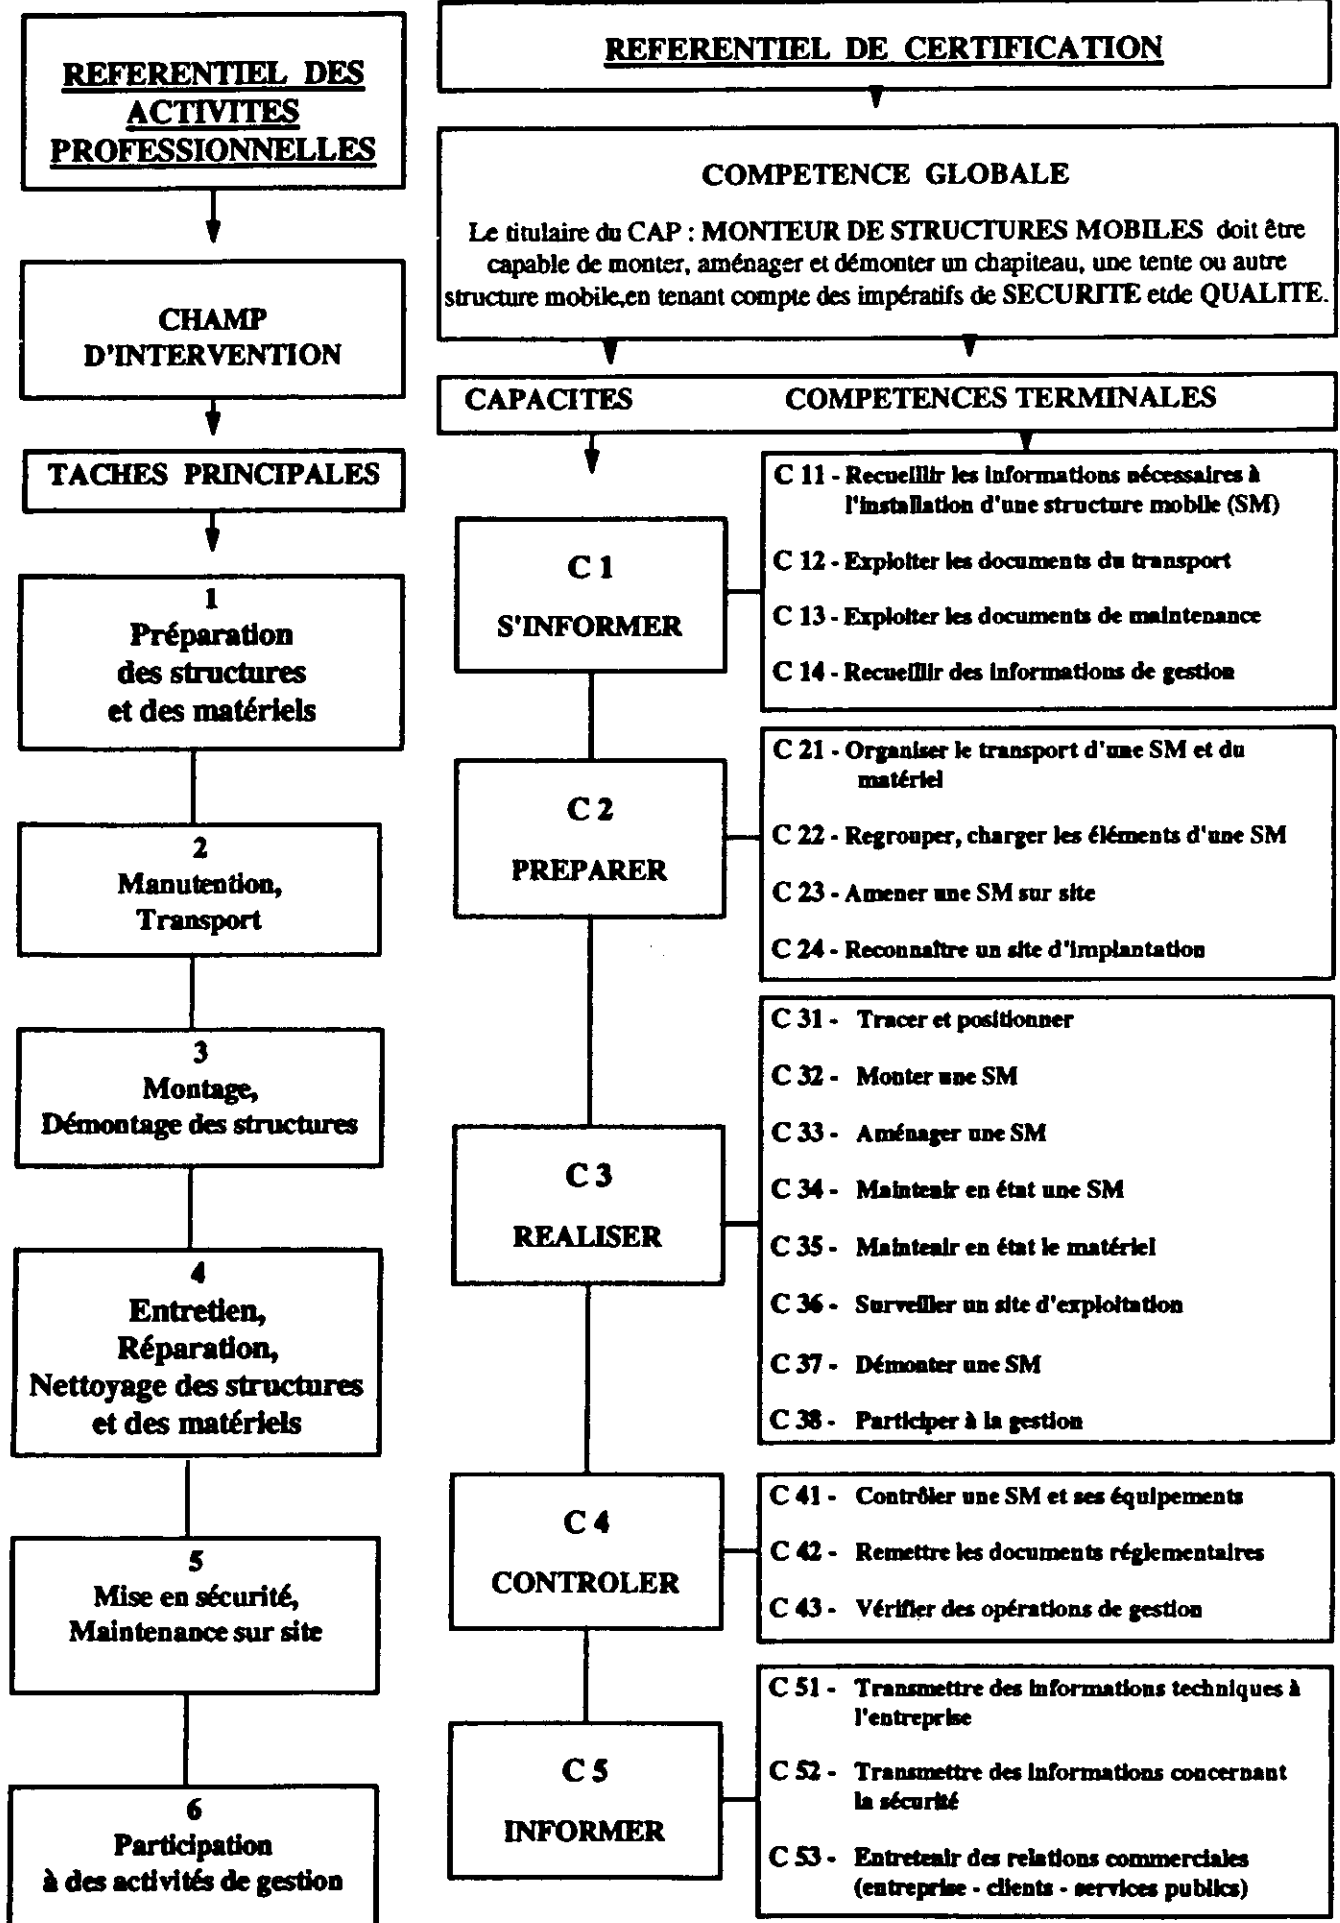 REFERENTIEL DES
ACTIVITES
PROFESSIONNELLES
CHAMP
D'INTERVENTION
TACHES PRINCIPALES
1
Préparation
des structures
et des matériels
2
Manutention,
Transport
3
Montage,
Démontage des structures
4
Entretien,
Réparation,
Nettoyage des structures
et des matériels
5
Mise en sécurité,
Maintenance sur site
6
Participation
à des activités de gestion
REFERENTIEL DE CERTIFICATION
COMPETENCE GLOBALE
Le titulaire du CAP : MONTEUR DE STRUCTURES MOBILES doit être
capable de monter, aménager et démonter un chapiteau, une tente ou autre
structure mobile,en tenant compte des impératifs de SECURITE etde QUALITE.
CAPACITES COMPETENCES TERMINALES
C 1
S'INFORMER
C 11 - Recueillir les informations nécessaires à
l'installation d'une structure mobile (SM)
C 12 - Exploiter les documents du transport
C 13 - Exploiter les documents de maintenance
C 14 - Recueillir des informations de gestion
C 2
PREPARER
C 21 - Organiser le transport d'une SM et du
matériel
C 22 - Regrouper, charger les éléments d'une SM
C 23 - Amener une SM sur site
C 24 - Reconnaître un site d'implantation
C 3
REALISER
C 31 - Tracer et positionner
C 32 - Monter une SM
C 33 - Aménager une SM
C 34 - Maintenir en état une SM
C 35 - Maintenir en état le matériel
C 36 - Surveiller un site d'exploitation
C 37 - Démonter une SM
C 38 - Participer à la gestion
C 4
CONTROLER
C 41 - Contrôler une SM et ses équipements
C 42 - Remettre les documents réglementaires
C 43 - Vérifier des opérations de gestion
C 5
INFORMER
C 51 - Transmettre des informations techniques à
l'entreprise
C 52 - Transmettre des informations concernant
la sécurité
C 53 - Entretenir des relations commerciales
(entreprise - clients - services publics)